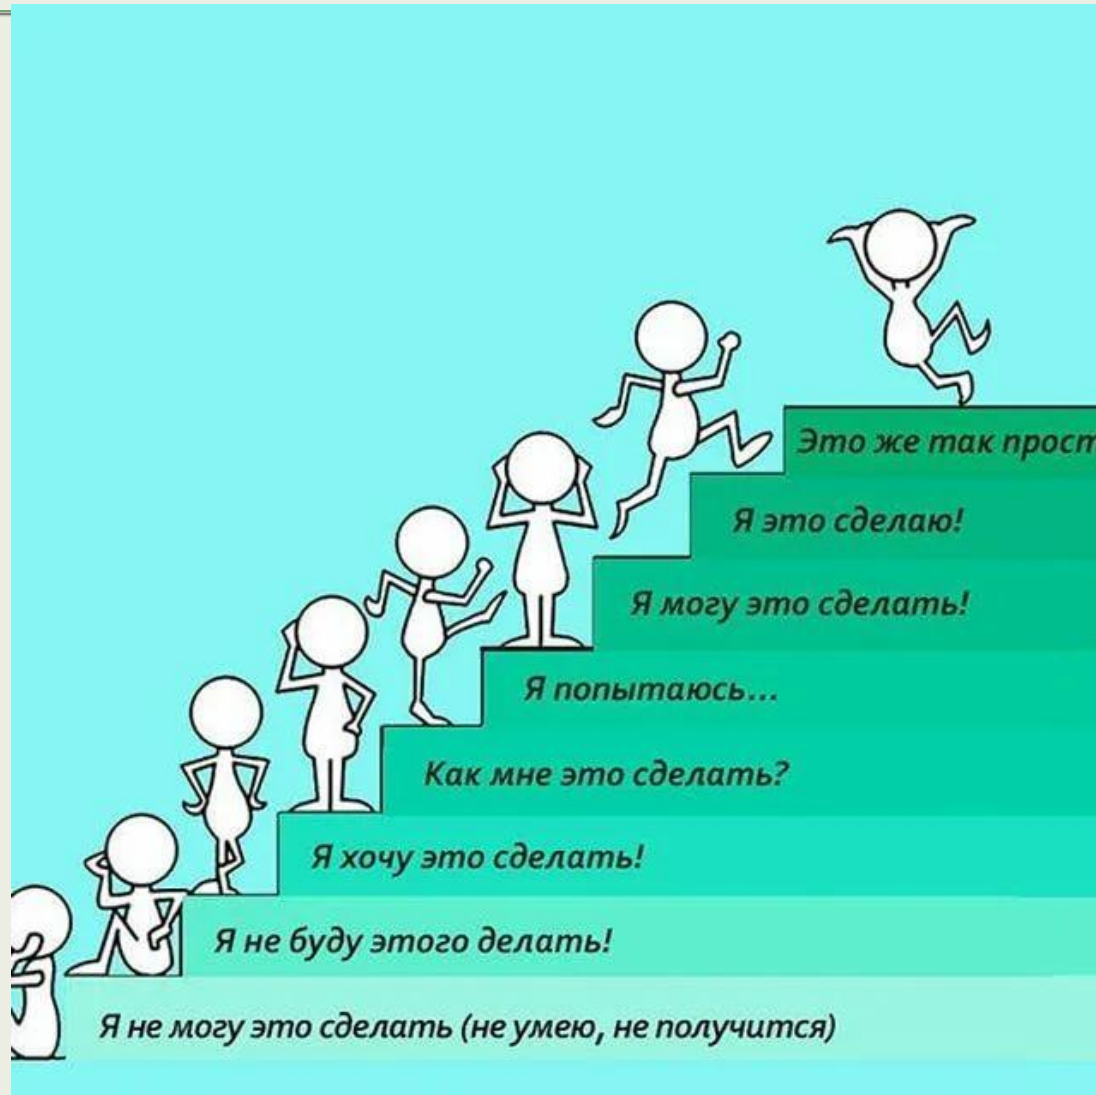 Это же так прост
Я это сделаю!
Я могу это сделать!
Я попытаюсь...
Как мне это сделать?
Я хочу это сделать!
Я не буду этого делать!
Я не могу это сделать (не умею, не получится)